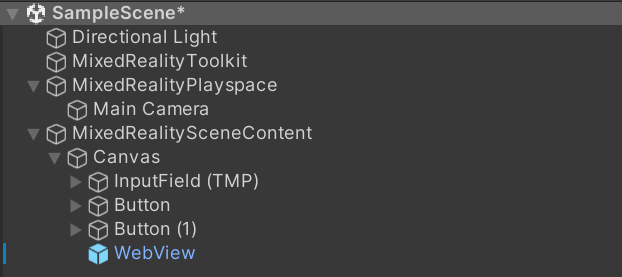 SampleScene*
Directional Light
MixedRealityToolkit
MixedRealityPlayspace
Main Camera
MixedRealitySceneContent
Canvas
InputField (TMP)
Button
Button (1)
WebView